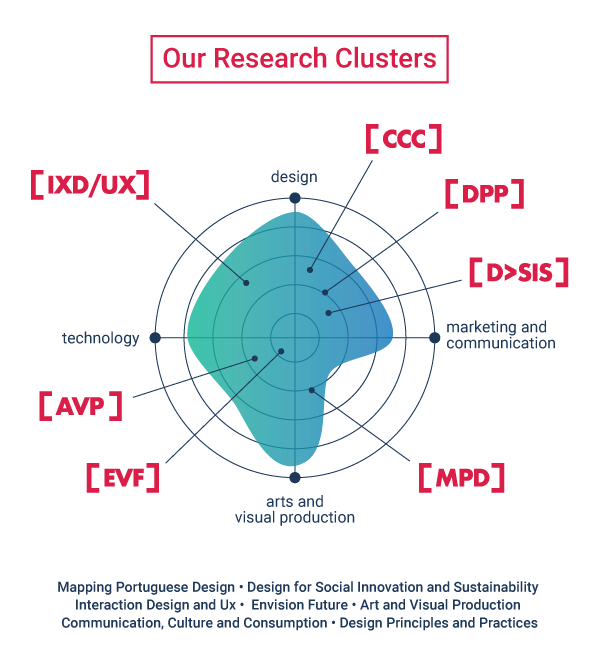 Our Research Clusters
[CCC]
[IXD/UX]
design
[DPP]
[D>SIS]
technology
marketing and
communication
[AVP]
[EVF]
[MPD]
arts and
visual production
Mapping Portuguese Design • Design for Social Innovation and Sustainability
Interaction Design and Ux • Envision Future • Art and Visual Production
Communication, Culture and Consumption • Design Principles and Practices